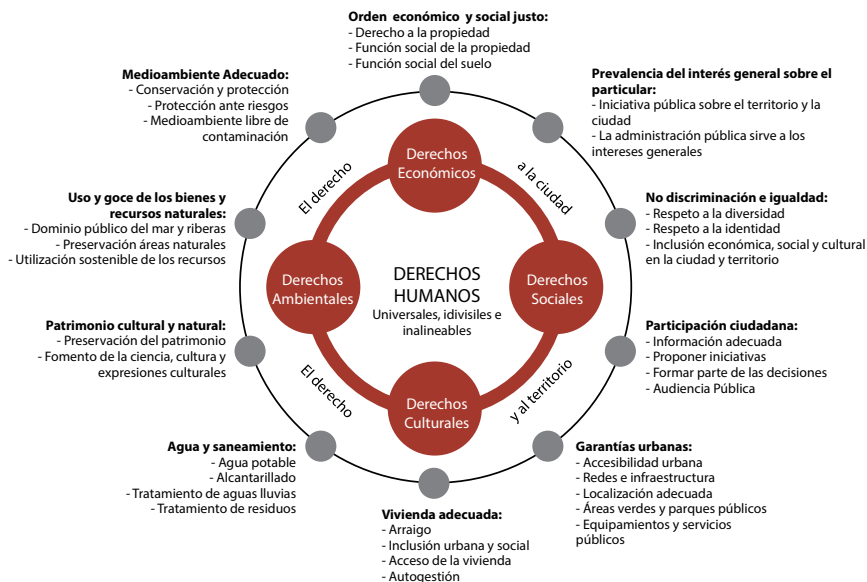 Orden económico y social justo:
- Derecho a la propiedad
- Función social de la propiedad
- Función social del suelo
Prevalencia del interés general sobre el
particular:
- Iniciativa pública sobre el territorio y la
ciudad
- La administración pública sirve a los
intereses generales
No discriminación e igualdad:
- Respeto a la diversidad
- Respeto a la identidad
- Inclusión económica, social y cultural
en la ciudad y territorio
Participación ciudadana:
- Información adecuada
- Proponer iniciativas
- Formar parte de las decisiones
- Audiencia Pública
Garantías urbanas:
- Accesibilidad urbana
- Redes e infraestructura
- Localización adecuada
- Áreas verdes y parques públicos
- Equipamientos y servicios
públicos
Vivienda adecuada:
- Arraigo
- Inclusión urbana y social
- Acceso de la vivienda
- Autogestión
Agua y saneamiento:
- Agua potable
- Alcantarillado
- Tratamiento de aguas lluvias
- Tratamiento de residuos
Patrimonio cultural y natural:
- Preservación del patrimonio
- Fomento de la ciencia, cultura y
expresiones culturales
Uso y goce de los bienes y
recursos naturales:
- Dominio público del mar y riberas
- Preservación áreas naturales
- Utilización sostenible de los recursos
Medioambiente Adecuado:
- Conservación y protección
- Protección ante riesgos
- Medioambiente libre de
contaminación
El derecho
a la ciudad
El derecho
y al territorio
Derechos
Económicos
Derechos
Sociales
Derechos
Culturales
Derechos
Ambientales
DERECHOS
HUMANOS
Universales, idivisiles e
inalineables